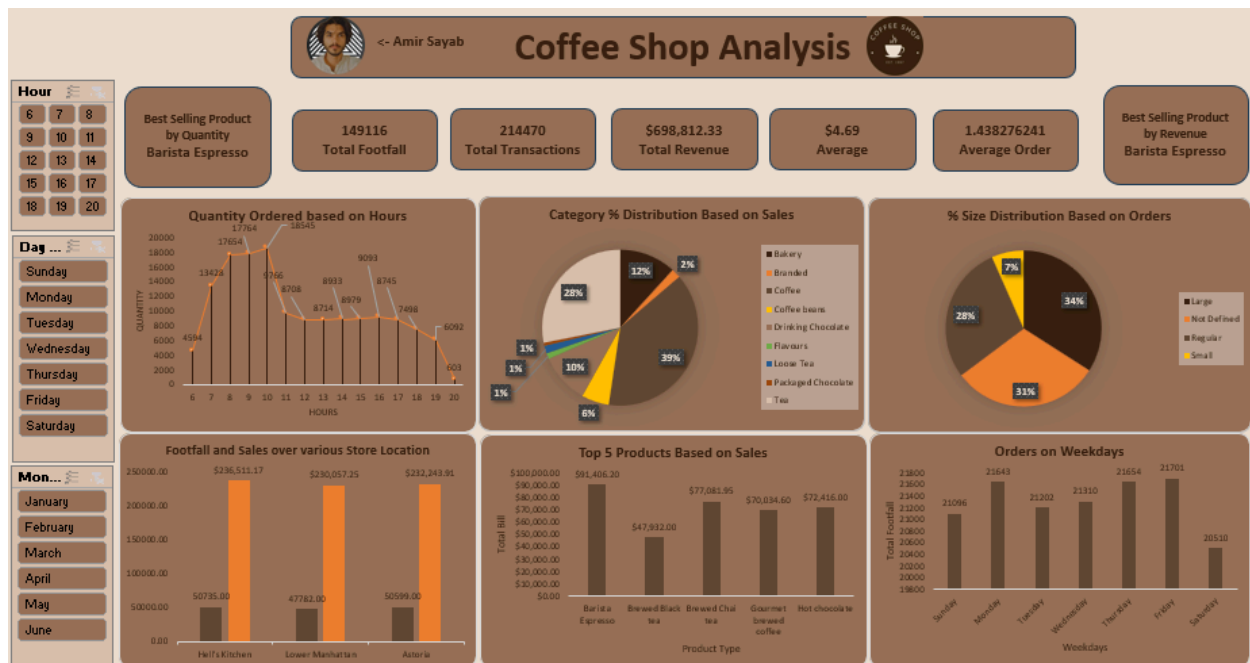 <- Amir Sayab
Coffee Shop Analysis
COFFEE SHOP
Hour
6 7 8
9 10 11
12 13 14
15 16 17
18 19 20
Day ...
Sunday
Monday
Tuesday
Wednesday
Thursday
Friday
Saturday
Mon...
January
February
March
April
May
June
Best Selling Product
by Quantity
Barista Espresso
149116
Total Footfall
214470
Total Transactions
$698,812.33
Total Revenue
$4.69
Average
1.438276241
Average Order
Best Selling Product
by Revenue
Barista Espresso
Quantity Ordered based on Hours
QUANTITY
20000
18000
16000
14000
12000
10000
8000
6000
4000
2000
0
4594
13428
17654
17764
18545
9766
8708
8714
8933
8979
9093
8745
7498
6092
603
6 7 8 9 10 11 12 13 14 15 16 17 18 19 20
HOURS
Category % Distribution Based on Sales
12%
2%
39%
6%
10%
1%
1%
1%
28%
Bakery
Branded
Coffee
Coffee beans
Drinking Chocolate
Flavours
Loose Tea
Packaged Chocolate
Tea
% Size Distribution Based on Orders
7%
34%
28%
31%
Large
Not Defined
Regular
Small
Footfall and Sales over various Store Location
250000.00
200000.00
150000.00
100000.00
50000.00
0.00
$236,511.17
$230,057.25
$232,243.91
50735.00
47782.00
50599.00
Hell's Kitchen
Lower Manhattan
Astoria
Top 5 Products Based on Sales
Total Bill
$100,000.00
$90,000.00
$80,000.00
$70,000.00
$60,000.00
$50,000.00
$40,000.00
$30,000.00
$20,000.00
$10,000.00
$0.00
$91,406.20
$47,932.00
$77,081.95
$70,034.60
$72,416.00
Barista
Espresso
Brewed Black
tea
Brewed Chai
tea
Gourmet
brewed
coffee
Hot chocolate
Product Type
Orders on Weekdays
Total Footfall
21800
21600
21400
21200
21000
20800
20600
20400
20200
20000
19800
21096
21643
21202
21310
21654
21701
20510
Sunday
Monday
Tuesday
Wednesday
Thursday
Friday
Saturday
Weekdays